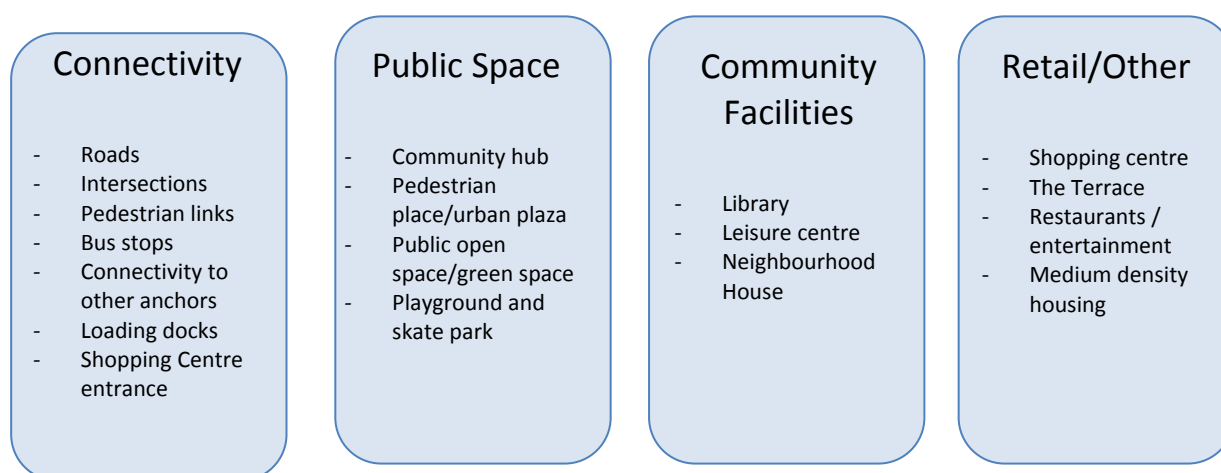 Connectivity
- Roads
- Intersections
- Pedestrian links
- Bus stops
- Connectivity to
other anchors
- Loading docks
- Shopping Centre
entrance
Public Space
- Community hub
- Pedestrian
place/urban plaza
- Public open
space/green space
- Playground and
skate park
Community
Facilities
- Library
- Leisure centre
- Neighbourhood
House
Retail/Other
- Shopping centre
- The Terrace
- Restaurants /
entertainment
- Medium density
housing